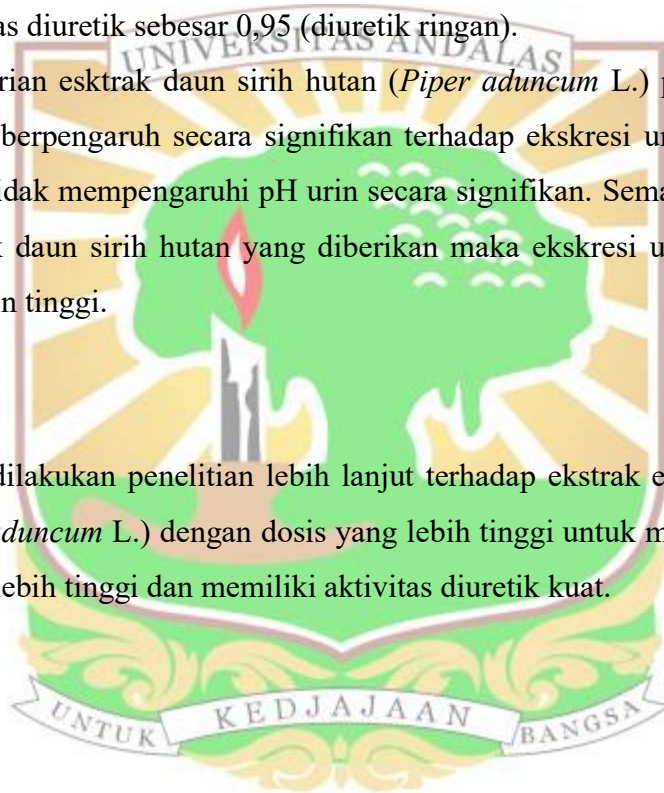 as diuretik sebesar 0,95 (diuretik ringan).
UNIVERSITAS ANDALAS
rian esktrak daun sirih hutan (Piper aduncum L.) p
berpengaruh secara signifikan terhadap ekskresi ur
idak mempengaruhi pH urin secara signifikan. Sema
k daun sirih hutan yang diberikan maka ekskresi u
n tinggi.
dilakukan penelitian lebih lanjut terhadap ekstrak e
aduncum L.) dengan dosis yang lebih tinggi untuk m
lebih tinggi dan memiliki aktivitas diuretik kuat.
UNTUK KEDJAJAAN BANGSA